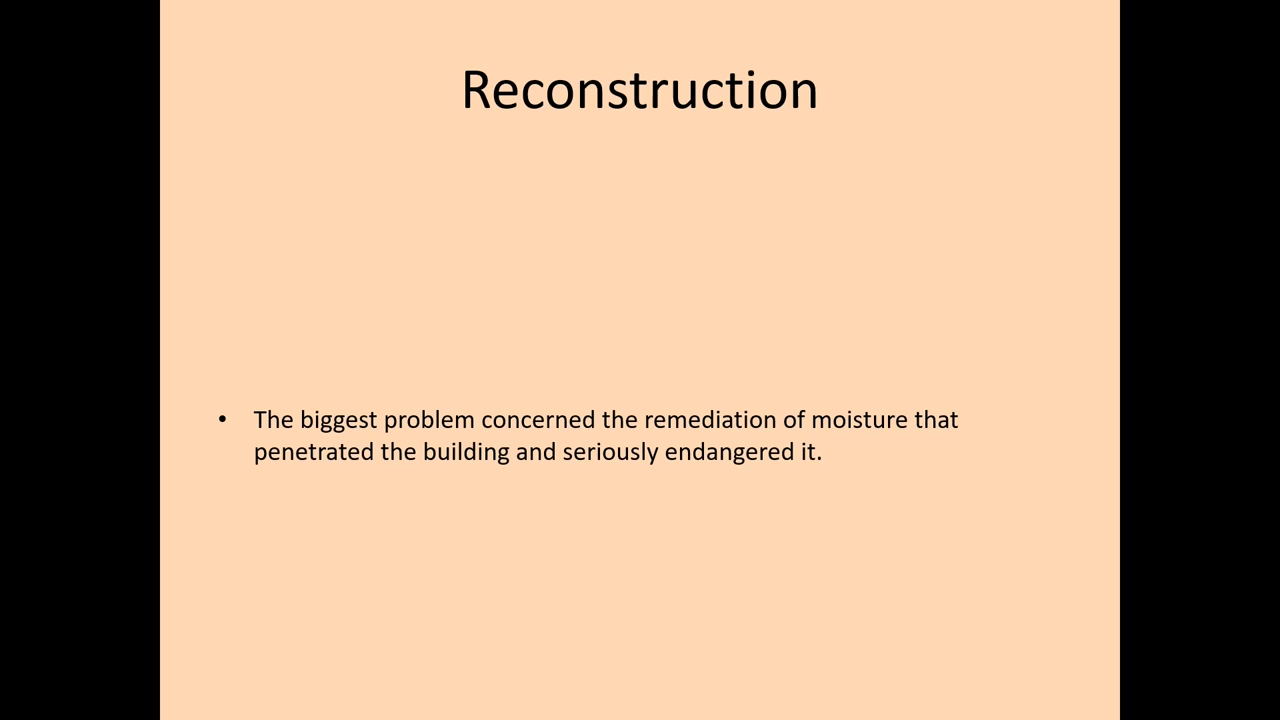 Reconstruction
• The biggest problem concerned the remediation of moisture that
penetrated the building and seriously endangered it.